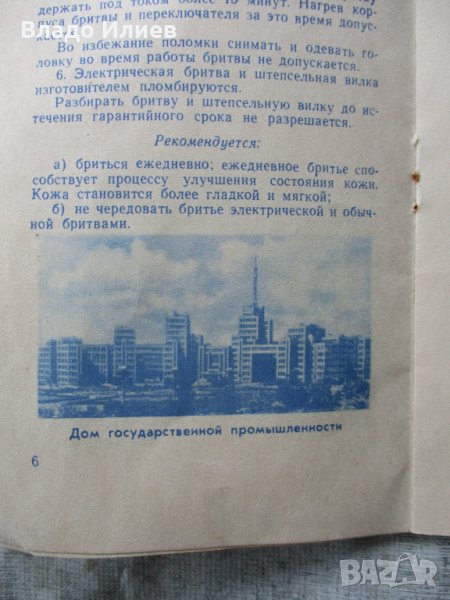 держать под током более 10 минут. Нагрев кор-
пуса бритвы и переключателя за это время допус-
Владо Илиев
Во избежание поломки снимать и одевать го-
ловку во время работы бритвы не допускается.
6. Электрическая бритва и штепсельная вилка
изготовителем пломбируются.
Разбирать бритву и штепсельную вилку до ис-
течения гарантийного срока не разрешается.
Рекомендуется:
а) бриться ежедневно; ежедневное бритье спо-
собствует процессу улучшения состояния кожи.
Кожа становится более гладкой и мягкой;
б) не чередовать бритье электрической и обыч-
ной бритвами.
Дом государственной промышленности
6
BAZAR